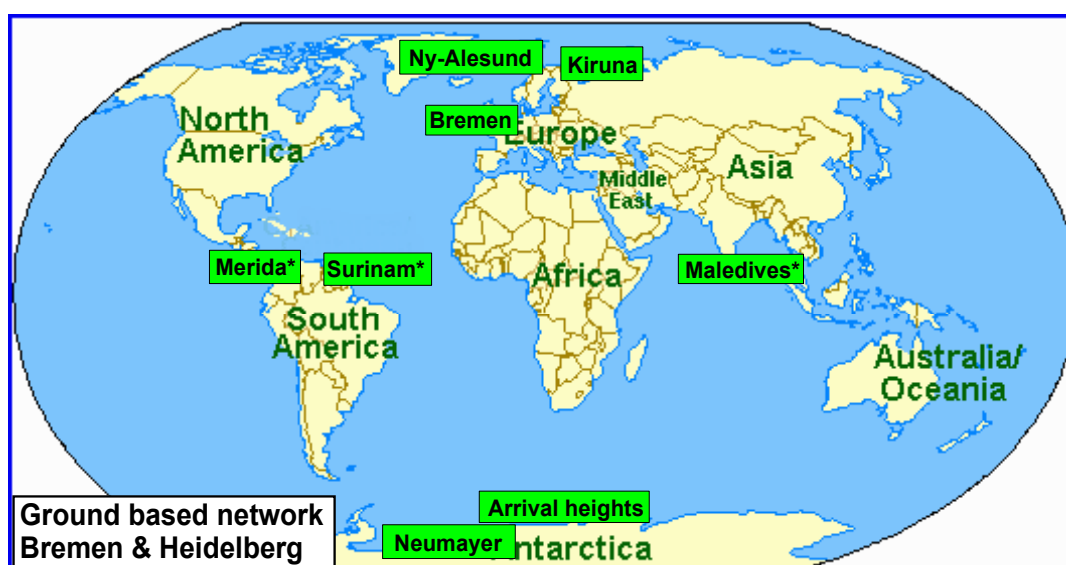 Ny-Alesund
Kiruna
Bremen
North
America
Europe
Asia
Middle
East
Merida*
Surinam*
Africa
Maledives*
South
America
Australia/
Oceania
Arrival heights
Neumayer
Antarctica
Ground based network
Bremen & Heidelberg